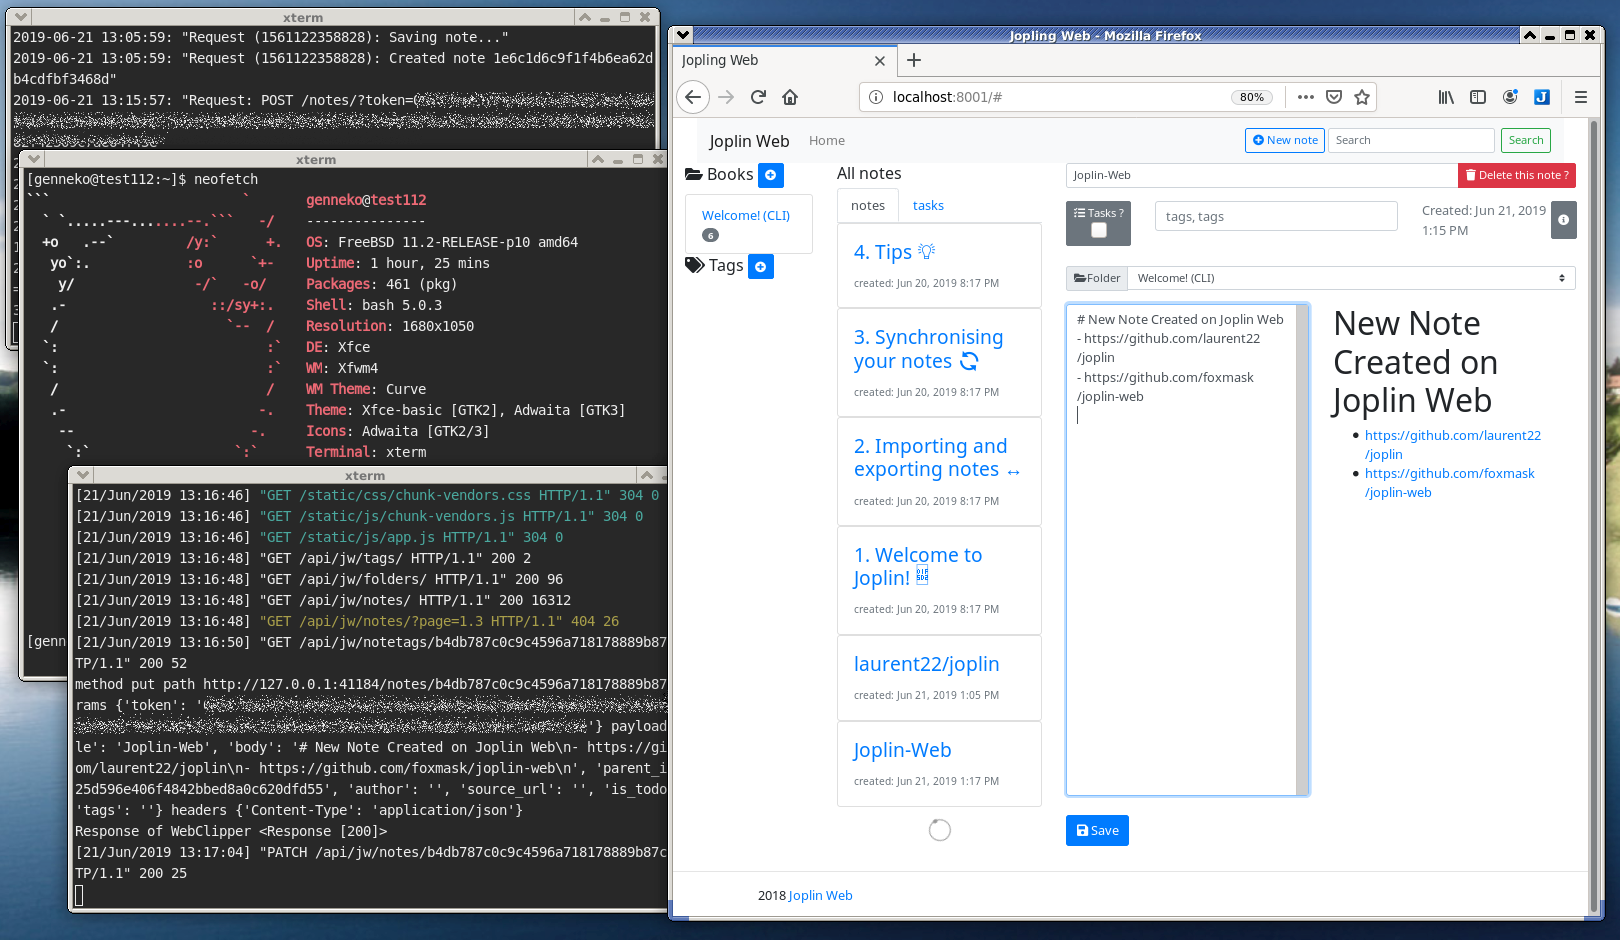 xterm
2019-06-21 13:05:59: "Request (1561122358828): Saving note..."
2019-06-21 13:05:59: "Request (1561122358828): Created note 1e6c1d6c9f1f4b6ea62d
b4cdfbf3468d"
2019-06-21 13:15:57: "Request: POST /notes/?token=
xterm
[genneko@test112:~]$ neofetch
genneko@test112
---------------
OS: FreeBSD 11.2-RELEASE-p10 amd64
Uptime: 1 hour, 25 mins
Packages: 461 (pkg)
Shell: bash 5.0.3
Resolution: 1680x1050
DE: Xfce
WM: Xfwm4
WM Theme: Curve
Theme: Xfce-basic [GTK2], Adwaita [GTK3]
Icons: Adwaita [GTK2/3]
Terminal: xterm
[genn
xterm
[21/Jun/2019 13:16:46] "GET /static/css/chunk-vendors.css HTTP/1.1" 304 0
[21/Jun/2019 13:16:46] "GET /static/js/chunk-vendors.js HTTP/1.1" 304 0
[21/Jun/2019 13:16:46] "GET /static/js/app.js HTTP/1.1" 304 0
[21/Jun/2019 13:16:48] "GET /api/jw/tags/ HTTP/1.1" 200 2
[21/Jun/2019 13:16:48] "GET /api/jw/folders/ HTTP/1.1" 200 96
[21/Jun/2019 13:16:48] "GET /api/jw/notes/ HTTP/1.1" 200 16312
[21/Jun/2019 13:16:48] "GET /api/jw/notes/?page=1.3 HTTP/1.1" 404 26
[21/Jun/2019 13:16:50] "GET /api/jw/notetags/b4db787c0c9c4596a718178889b87
TP/1.1" 200 52
method put path http://127.0.0.1:41184/notes/b4db787c0c9c4596a718178889b87
rams {'token': '
'} payload
le': 'Joplin-Web', 'body': '# New Note Created on Joplin Web\n- https://gi
om/laurent22/joplin\n- https://github.com/foxmask/joplin-web\n', 'parent_i
25d596e406f4842bbed8a0c620dfd55', 'author': '', 'source_url': '', 'is_todo
'tags': ''} headers {'Content-Type': 'application/json'}
Response of WebClipper <Response [200]>
[21/Jun/2019 13:17:04] "PATCH /api/jw/notes/b4db787c0c9c4596a718178889b87c
TP/1.1" 200 25
Jopling Web - Mozilla Firefox
Jopling Web
localhost:8001/#
80%
Joplin Web
Home
New note
Search
Search
Books
Welcome! (CLI)
6
Tags
All notes
notes
tasks
4. Tips
created: Jun 20, 2019 8:17 PM
3. Synchronising
your notes
created: Jun 20, 2019 8:17 PM
2. Importing and
exporting notes ↔
created: Jun 20, 2019 8:17 PM
1. Welcome to
Joplin!
created: Jun 20, 2019 8:17 PM
laurent22/joplin
created: Jun 21, 2019 1:05 PM
Joplin-Web
created: Jun 21, 2019 1:17 PM
Joplin-Web
Delete this note ?
Tasks ?
tags, tags
Created: Jun 21, 2019
1:15 PM
Folder
Welcome! (CLI)
# New Note Created on Joplin Web
- https://github.com/laurent22
/joplin
- https://github.com/foxmask
/joplin-web
New Note
Created on
Joplin Web
• https://github.com/laurent22
/joplin
• https://github.com/foxmask
/joplin-web
Save
2018 Joplin Web